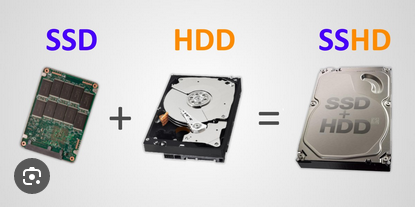 SSD HDD SSHD
+ =
SSD
+
HDD